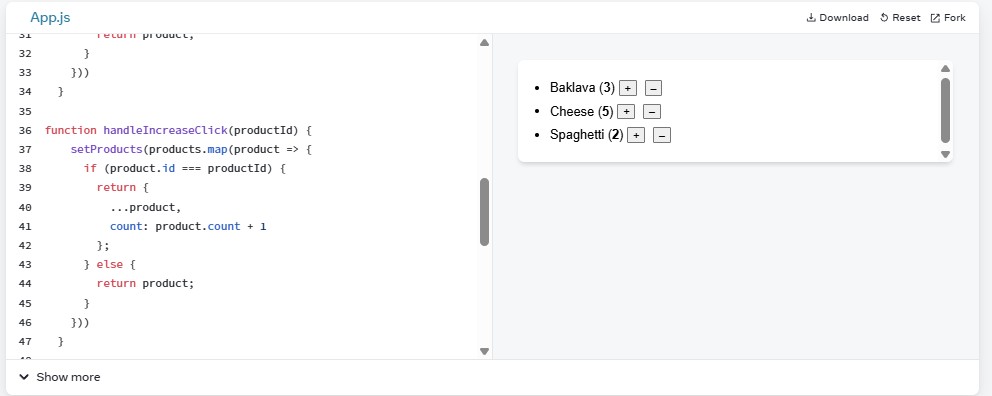 App.js
Download Reset Fork
31 return product;
32 }
33 }))
34 }
35
36 function handleIncreaseClick(productId) {
37 setProducts(products.map(product => {
38 if (product.id === productId) {
39 return {
40 ...product,
41 count: product.count + 1
42 };
43 } else {
44 return product;
45 }
46 }))
47 }
Show more
• Baklava (3) + –
• Cheese (5) + –
• Spaghetti (2) + –